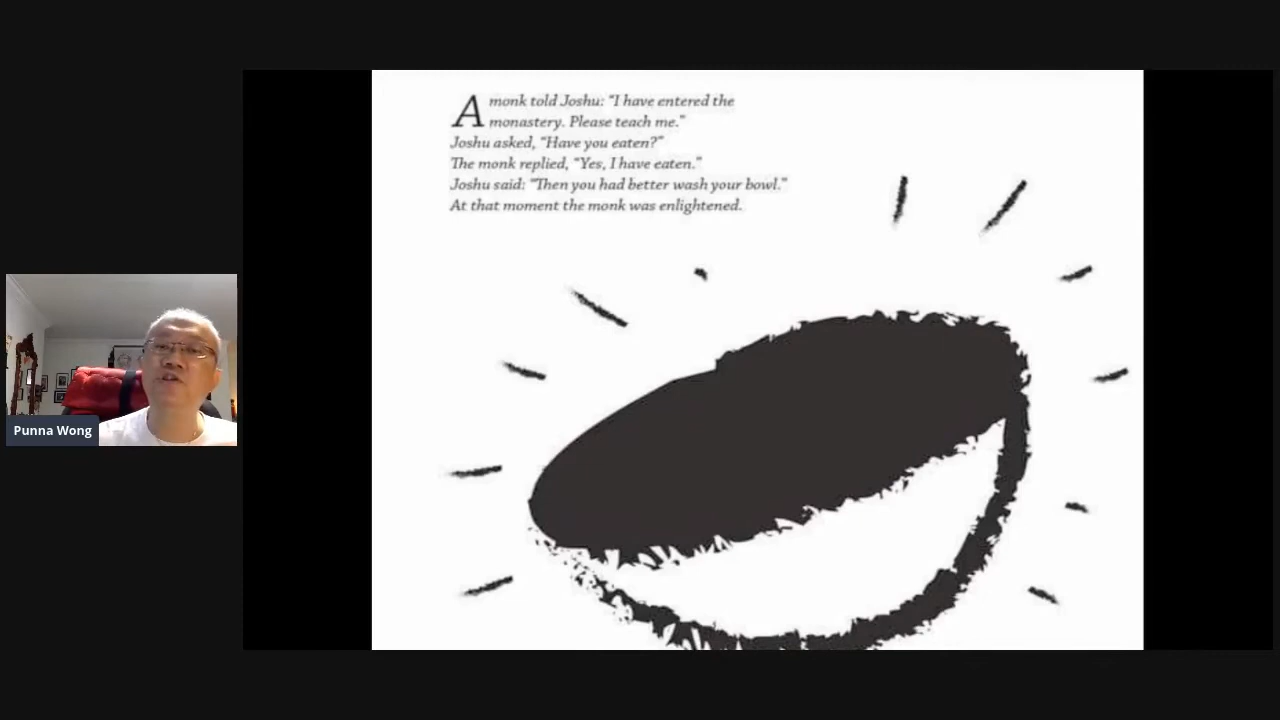 A monk told Joshu: “I have entered the
monastery. Please teach me.”
Joshu asked, “Have you eaten?”
The monk replied, “Yes, I have eaten.”
Joshu said: “Then you had better wash your bowl.”
At that moment the monk was enlightened.
Punna Wong